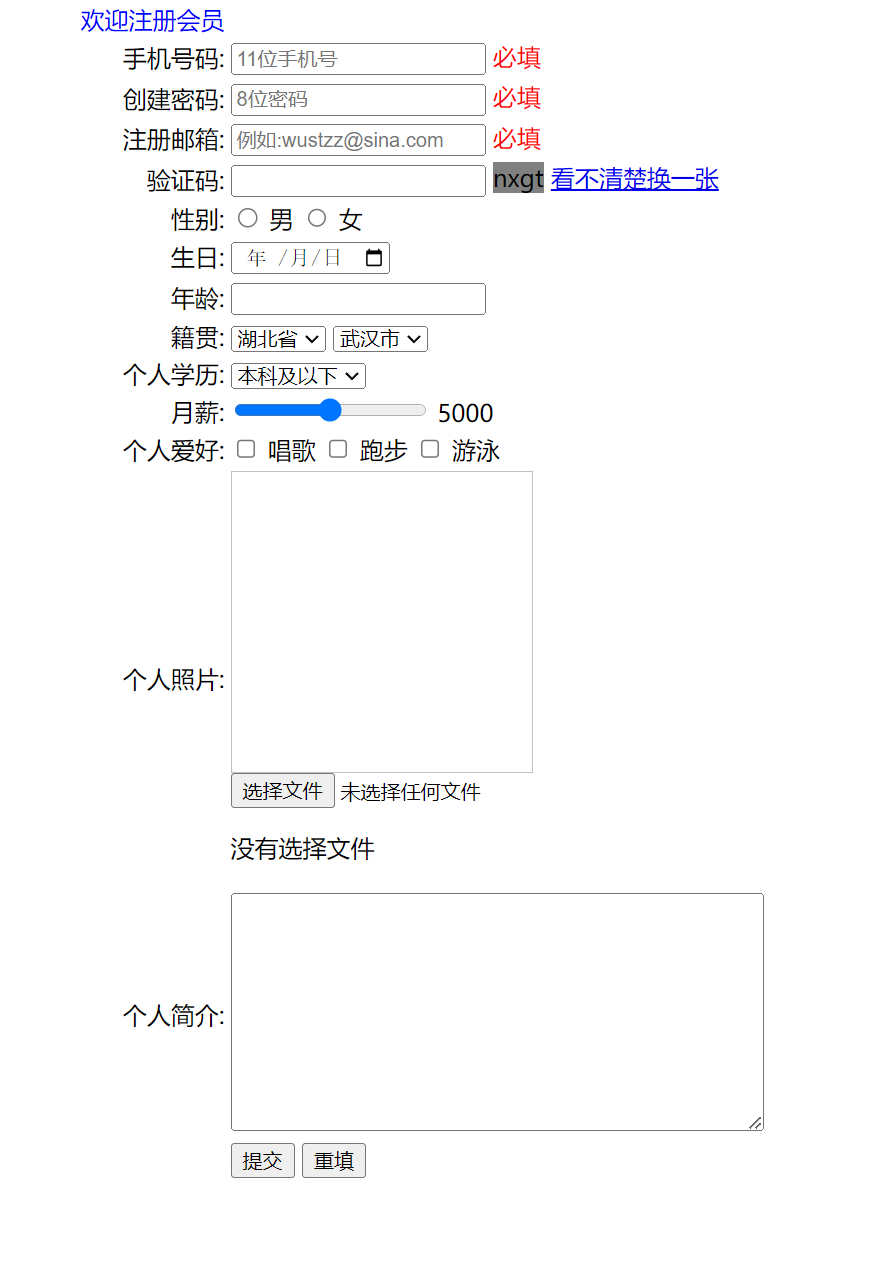 欢迎注册会员
手机号码: 11位手机号 必填
创建密码: 8位密码 必填
注册邮箱: 例如:wustzz@sina.com 必填
验证码: nxgt 看不清楚换一张
性别: 男 女
生日: 年 /月/日
年龄:
籍贯: 湖北省 武汉市
个人学历: 本科及以下
月薪: 5000
个人爱好: 唱歌 跑步 游泳
个人照片:
选择文件 未选择任何文件
没有选择文件
个人简介:
提交 重填